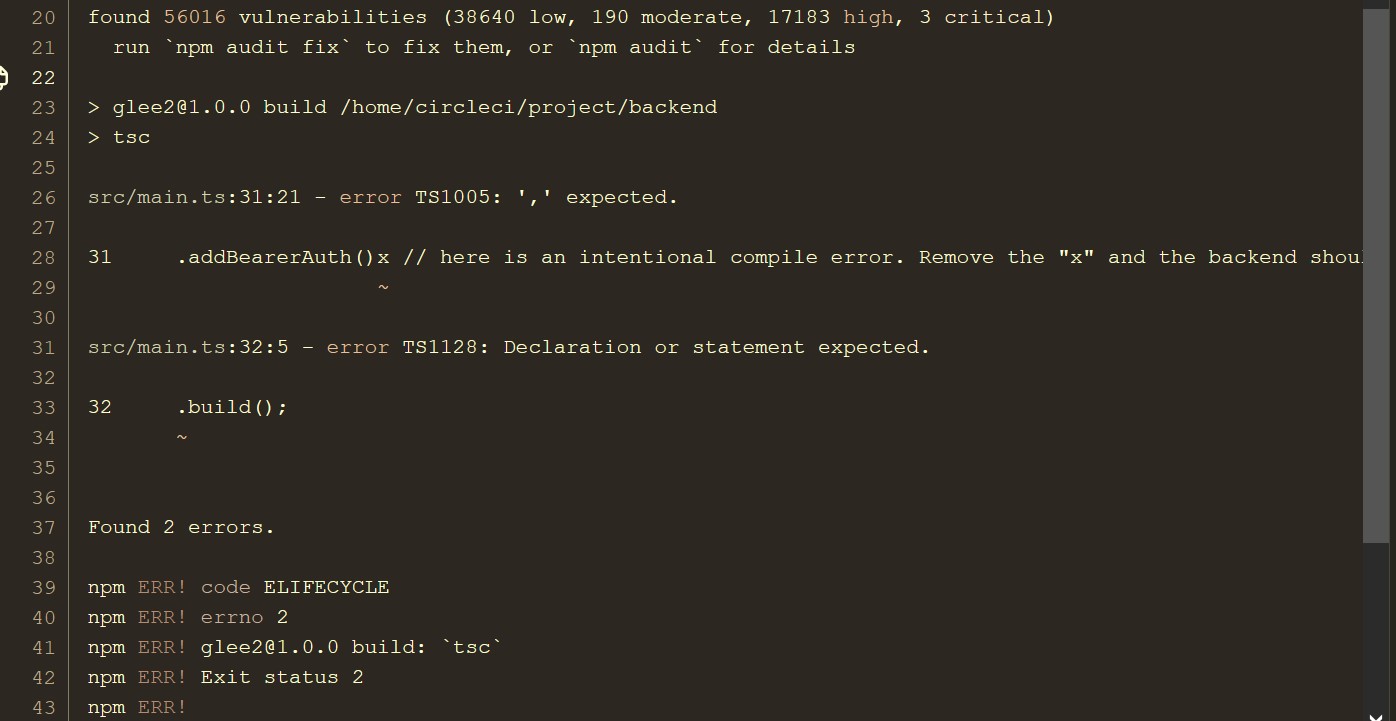 20 found 56016 vulnerabilities (38640 low, 190 moderate, 17183 high, 3 critical)
21   run `npm audit fix` to fix them, or `npm audit` for details
22
23 > glee2@1.0.0 build /home/circleci/project/backend
24 > tsc
25
26 src/main.ts:31:21 - error TS1005: ',' expected.
27
28 31     .addBearerAuth()x // here is an intentional compile error. Remove the "x" and the backend
29                        ~
30
31 src/main.ts:32:5 - error TS1128: Declaration or statement expected.
32
33 32     .build();
34        ~
35
36
37 Found 2 errors.
38
39 npm ERR! code ELIFECYCLE
40 npm ERR! errno 2
41 npm ERR! glee2@1.0.0 build: `tsc`
42 npm ERR! Exit status 2
43 npm ERR!